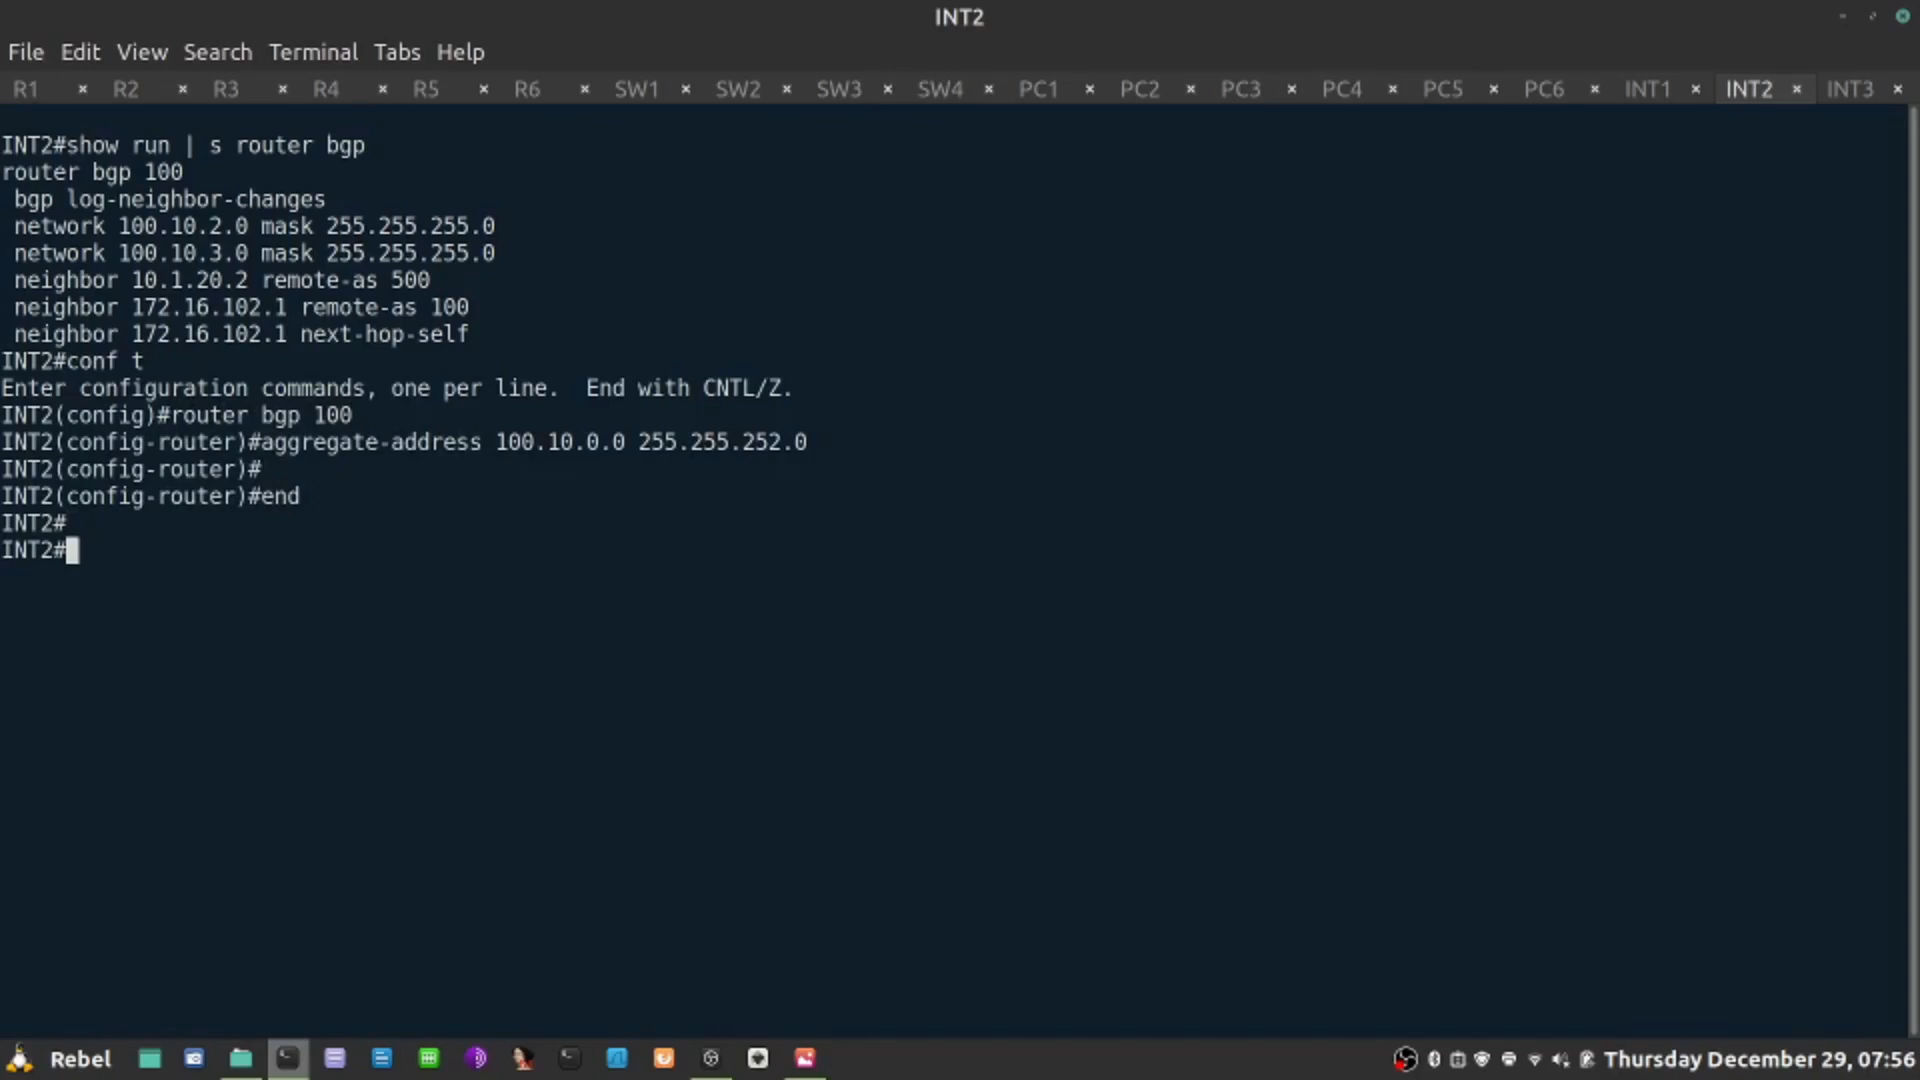 INT2
File Edit View Search Terminal Tabs Help
R1 × R2 × R3 × R4 × R5 × R6 × SW1 × SW2 × SW3 × SW4 × PC1 × PC2 × PC3 × PC4 × PC5 × PC6 × INT1 × INT2 × INT3 ×
INT2#show run | s router bgp
router bgp 100
 bgp log-neighbor-changes
 network 100.10.2.0 mask 255.255.255.0
 network 100.10.3.0 mask 255.255.255.0
 neighbor 10.1.20.2 remote-as 500
 neighbor 172.16.102.1 remote-as 100
 neighbor 172.16.102.1 next-hop-self
INT2#conf t
Enter configuration commands, one per line.  End with CNTL/Z.
INT2(config)#router bgp 100
INT2(config-router)#aggregate-address 100.10.0.0 255.255.252.0
INT2(config-router)#
INT2(config-router)#end
INT2#
INT2#
Rebel Thursday December 29, 07:56